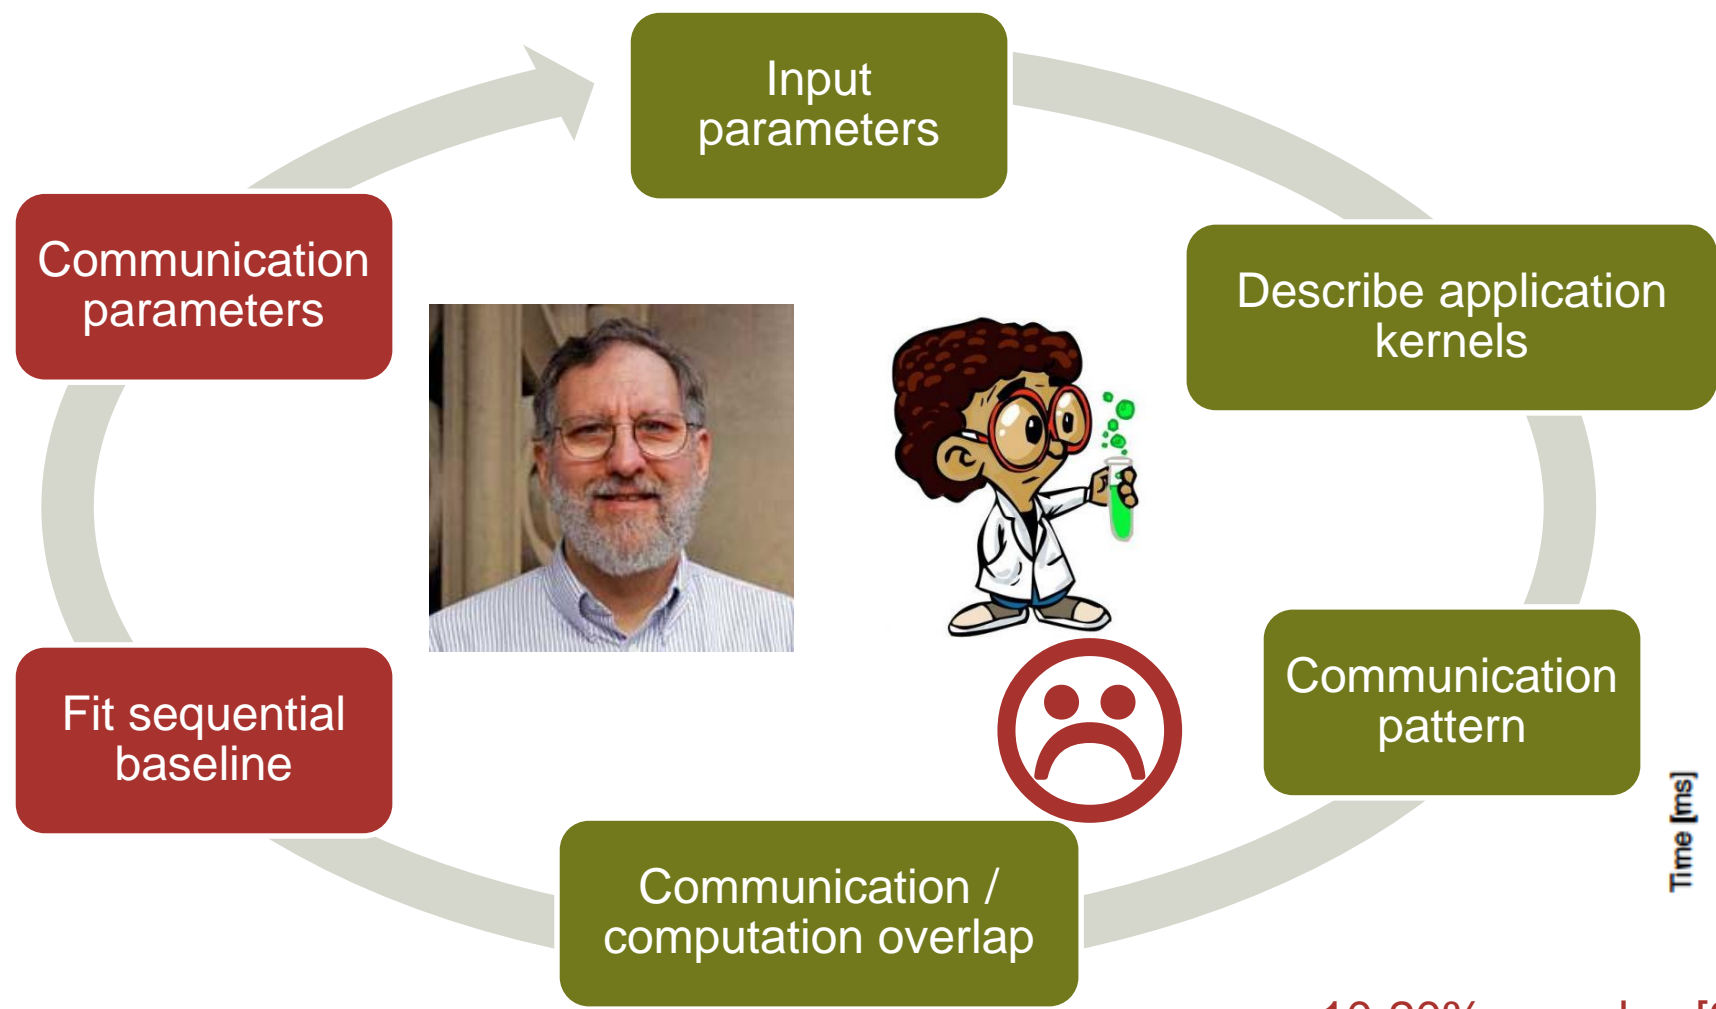 Input
parameters
Describe application
kernels
Communication
pattern
Communication /
computation overlap
Fit sequential
baseline
Communication
parameters
Time [ms]